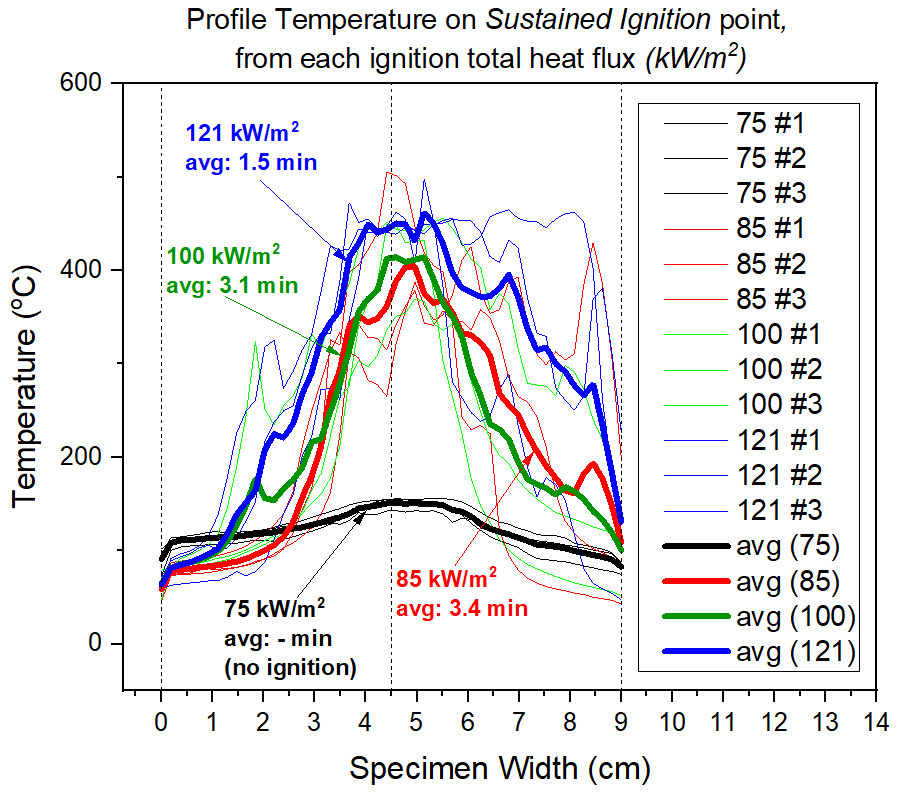 Profile Temperature on Sustained Ignition point,
from each ignition total heat flux (kW/m²)
600
400
200
0
Temperature (°C)
121 kW/m²
avg: 1.5 min
100 kW/m²
avg: 3.1 min
75 kW/m²
avg: - min
(no ignition)
85 kW/m²
avg: 3.4 min
75 #1
75 #2
75 #3
85 #1
85 #2
85 #3
100 #1
100 #2
100 #3
121 #1
121 #2
121 #3
avg (75)
avg (85)
avg (100)
avg (121)
0 1 2 3 4 5 6 7 8 9 10 11 12 13 14
Specimen Width (cm)